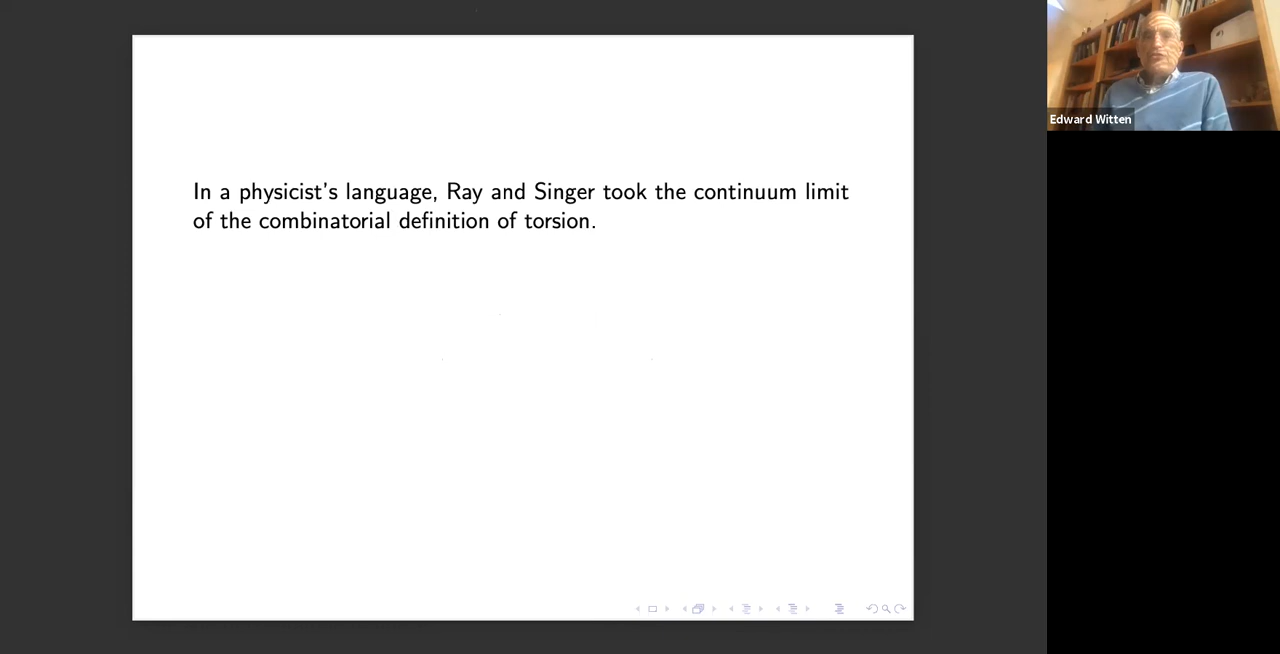 In a physicist's language, Ray and Singer took the continuum limit
of the combinatorial definition of torsion.
Edward Witten